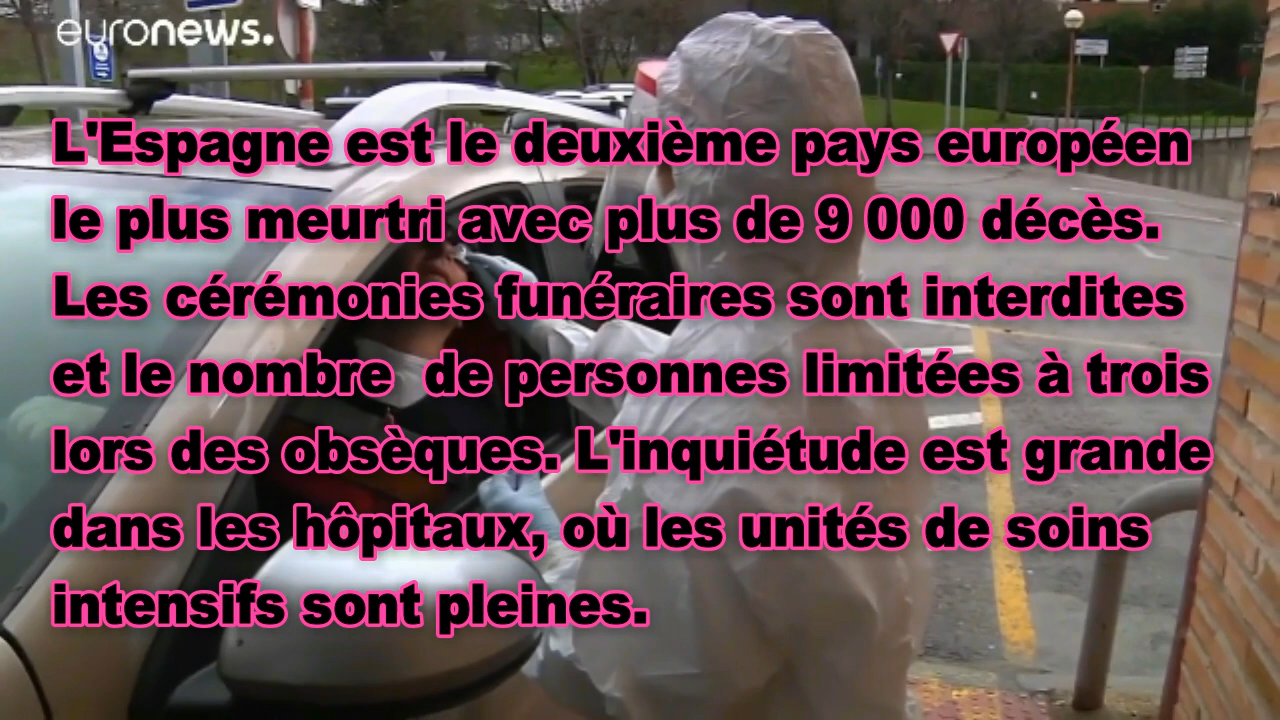 euronews.
L'Espagne est le deuxième pays européen
le plus meurtri avec plus de 9 000 décès.
Les cérémonies funéraires sont interdites
et le nombre  de personnes limitées à trois
lors des obsèques. L'inquiétude est grande
dans les hôpitaux, où les unités de soins
intensifs sont pleines.